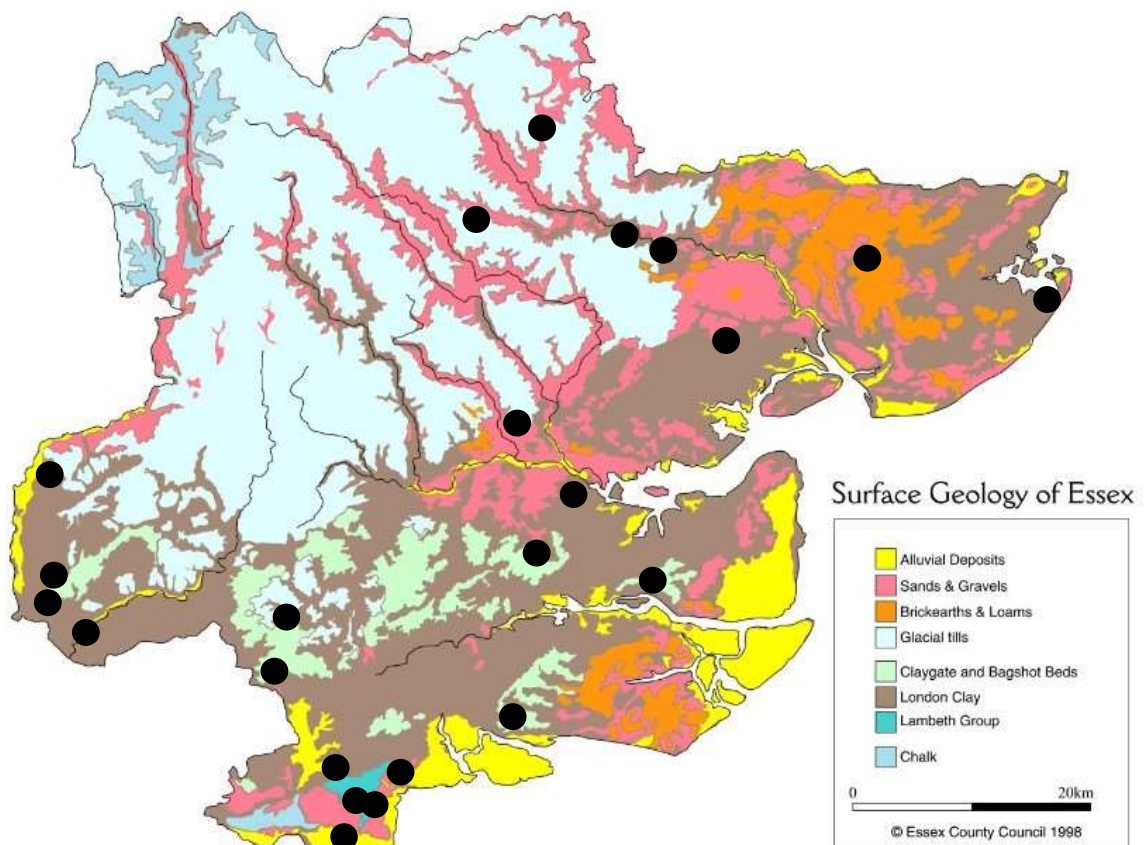 Surface Geology of Essex
Alluvial Deposits
Sands & Gravels
Brickearths & Loams
Glacial tills
Claygate and Bagshot Beds
London Clay
Lambeth Group
Chalk
0 20km
© Essex County Council 1998